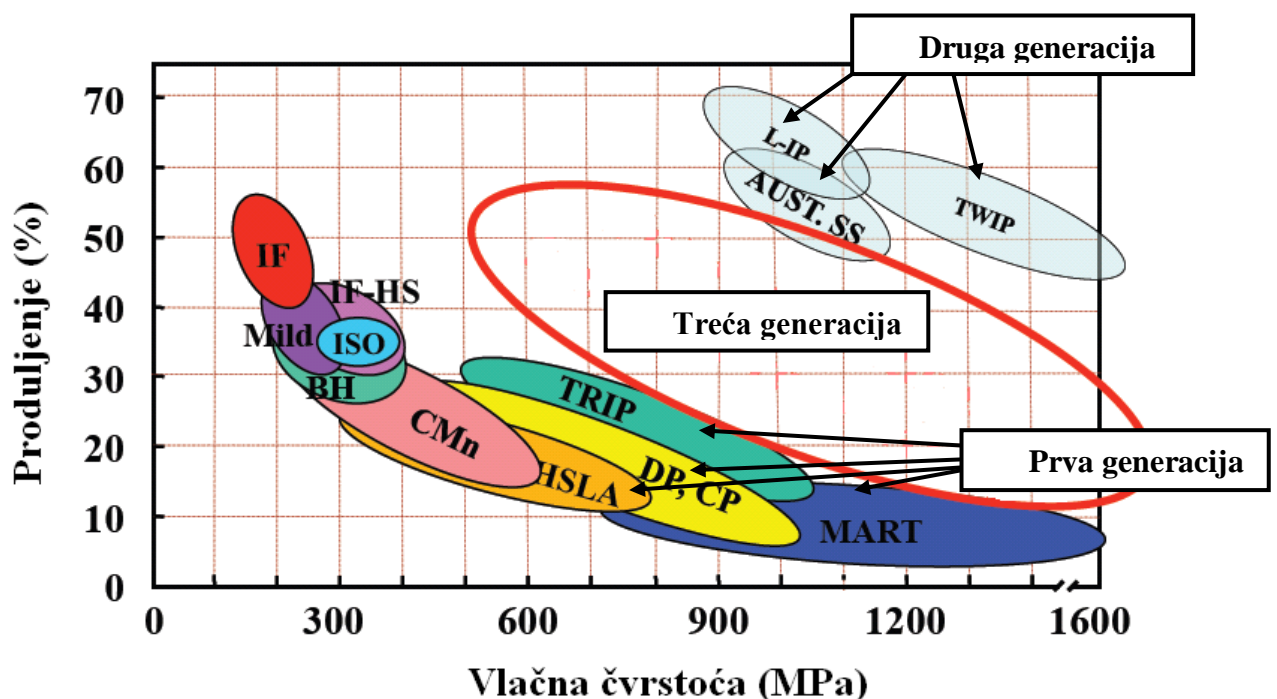 Druga generacija
70
60
50
40
30
20
10
0
Produljenje (%)
L-IP
AUST. SS
TWIP
IF
IF-HS
Mild
ISO
BH
Treća generacija
TRIP
CMn
DP, CP
HSLA
Prva generacija
MART
0
300
600
900
1200
1600
Vlačna čvrstoća (MPa)